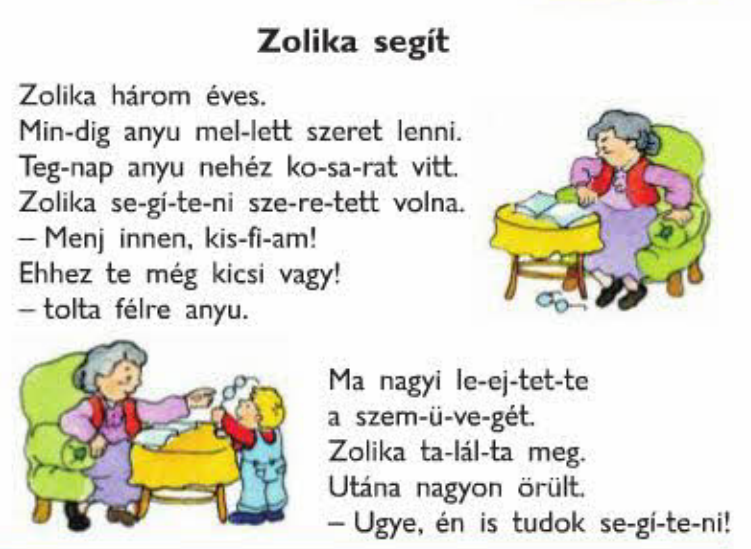 Zolika segít
Zolika három éves.
Min-dig anyu mel-lett szeret lenni.
Teg-nap anyu nehéz ko-sa-rat vitt.
Zolika se-gí-te-ni sze-re-tett volna.
– Menj innen, kis-fi-am!
Ehhez te még kicsi vagy!
– tolta félre anyu.
Ma nagyi le-ej-tet-te
a szem-ü-ve-gét.
Zolika ta-lál-ta meg.
Utána nagyon örült.
– Ugye, én is tudok se-gí-te-ni!